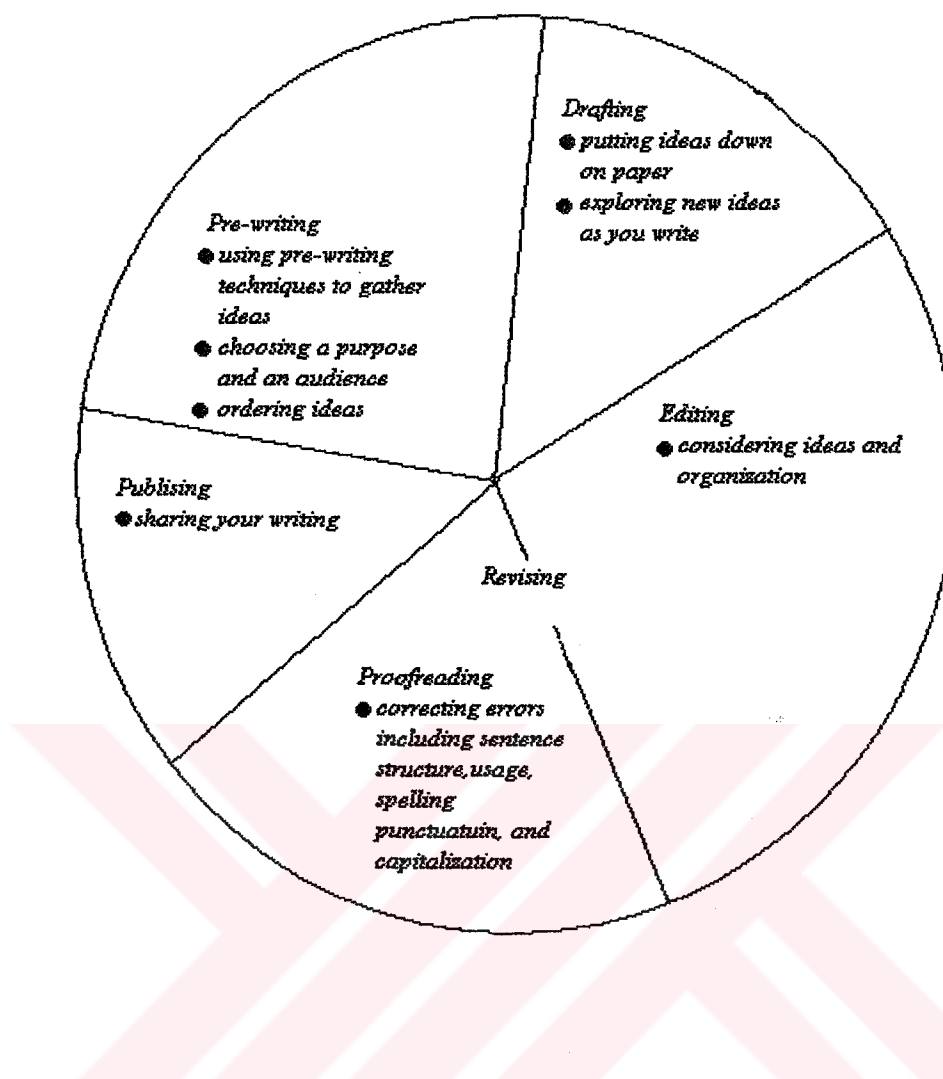 Pre-writing
● using pre-writing
techniques to gather
ideas
● choosing a purpose
and an audience
● ordering ideas
Drafting
● putting ideas down
on paper
● exploring new ideas
as you write
Editing
● considering ideas and
organization
Revising
Proofreading
● correcting errors
including sentence
structure, usage,
spelling
punctuatuin, and
capitalization
Publising
● sharing your writing